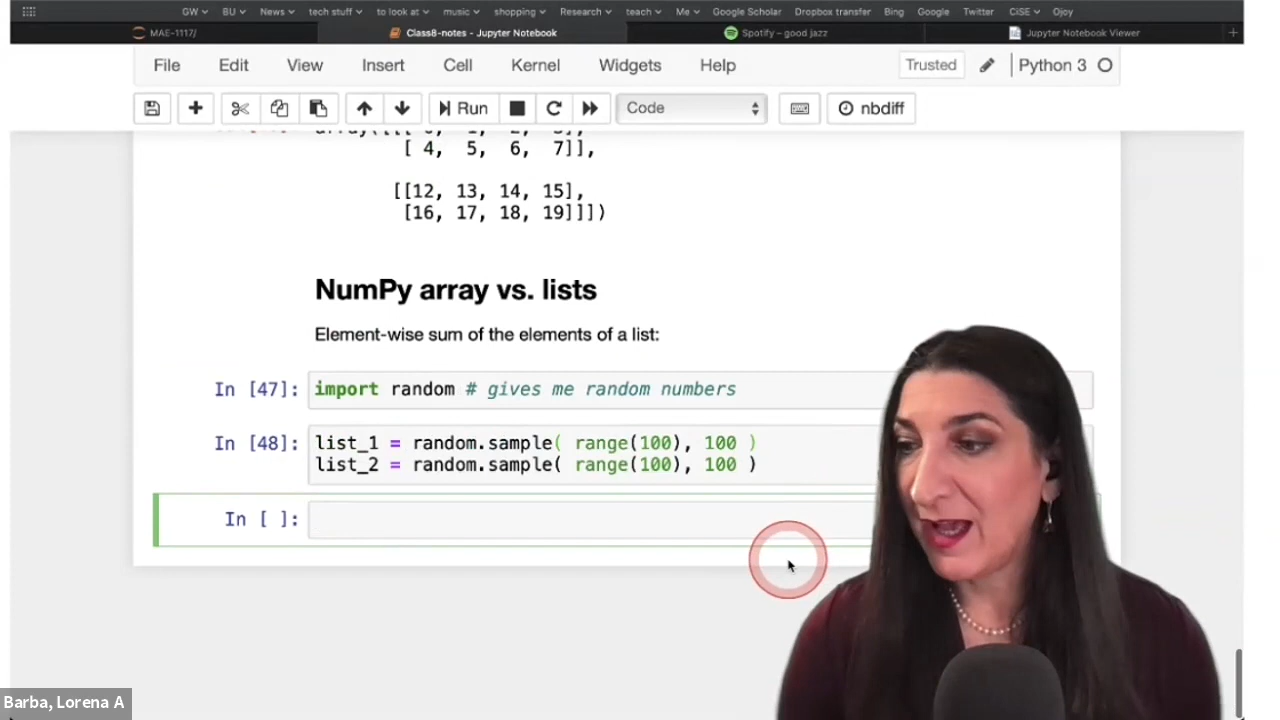 GW BU News tech stuff to look at music shopping Research teach Me Google Scholar Dropbox transfer Bing Google Twitter CiSE Ojoy
MAE-1117/ Class8-notes - Jupyter Notebook Spotify – good jazz Jupyter Notebook Viewer +
File Edit View Insert Cell Kernel Widgets Help Trusted Python 3
Run Code nbdiff
[ 4, 5, 6, 7]],
[[12, 13, 14, 15],
[16, 17, 18, 19]]])
NumPy array vs. lists
Element-wise sum of the elements of a list:
In [47]: import random # gives me random numbers
In [48]: list_1 = random.sample( range(100), 100 )
list_2 = random.sample( range(100), 100 )
In [ ]:
Barba, Lorena A